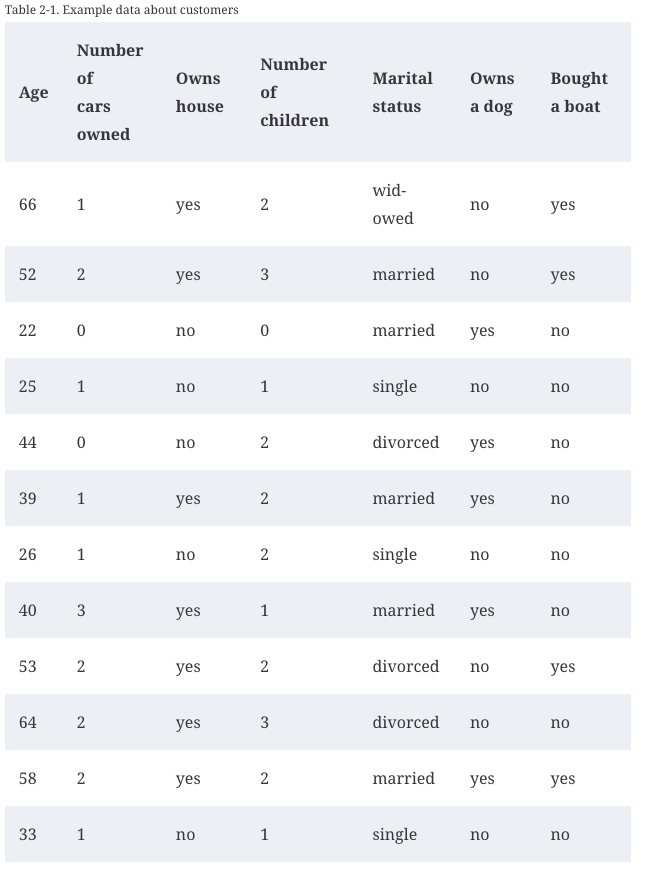 Table 2-1. Example data about customers
Age Number of cars owned Owns house Number of children Marital status Owns a dog Bought a boat
66 1 yes 2 wid-owed no yes
52 2 yes 3 married no yes
22 0 no 0 married yes no
25 1 no 1 single no no
44 0 no 2 divorced yes no
39 1 yes 2 married yes no
26 1 no 2 single no no
40 3 yes 1 married yes no
53 2 yes 2 divorced no yes
64 2 yes 3 divorced no no
58 2 yes 2 married yes yes
33 1 no 1 single no no